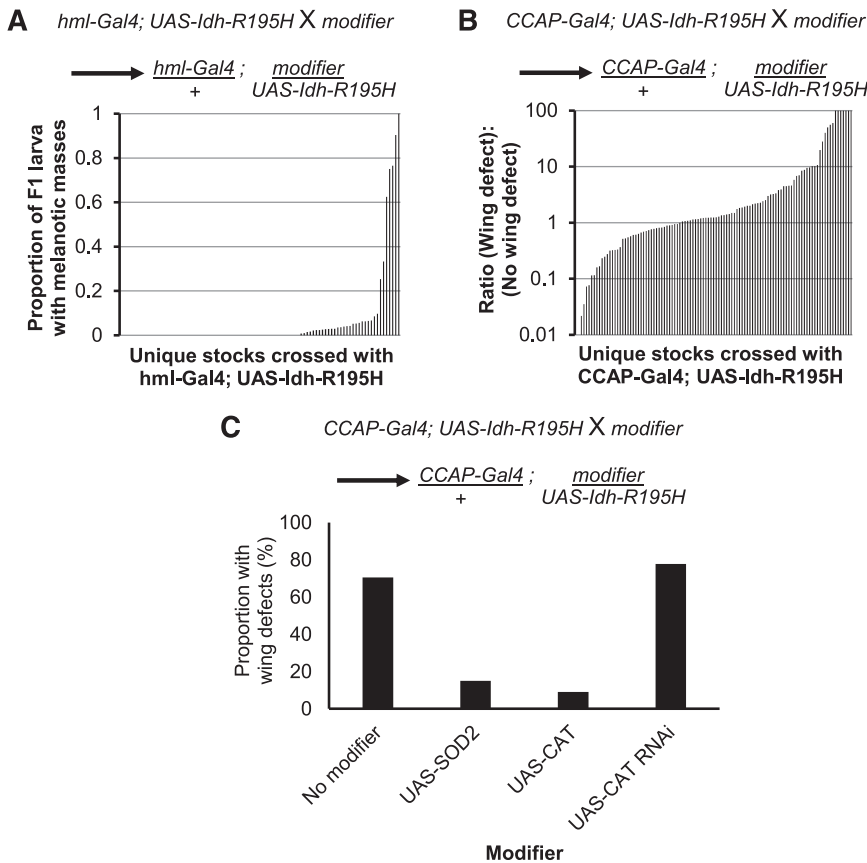 A hml-Gal4; UAS-Idh-R195H X modifier
hml-Gal4 ; modifier
+ UAS-Idh-R195H
Proportion of F1 larva
with melanotic masses
1
0.8
0.6
0.4
0.2
0
Unique stocks crossed with
hml-Gal4; UAS-Idh-R195H
B CCAP-Gal4; UAS-Idh-R195H X modifier
CCAP-Gal4 ; modifier
+ UAS-Idh-R195H
Ratio (Wing defect):
(No wing defect)
100
10
1
0.1
0.01
Unique stocks crossed with
CCAP-Gal4; UAS-Idh-R195H
C CCAP-Gal4; UAS-Idh-R195H X modifier
CCAP-Gal4 ; modifier
+ UAS-Idh-R195H
Proportion with
wing defects (%)
100
80
60
40
20
0
No modifier
UAS-SOD2
UAS-CAT
UAS-CAT RNAi
Modifier